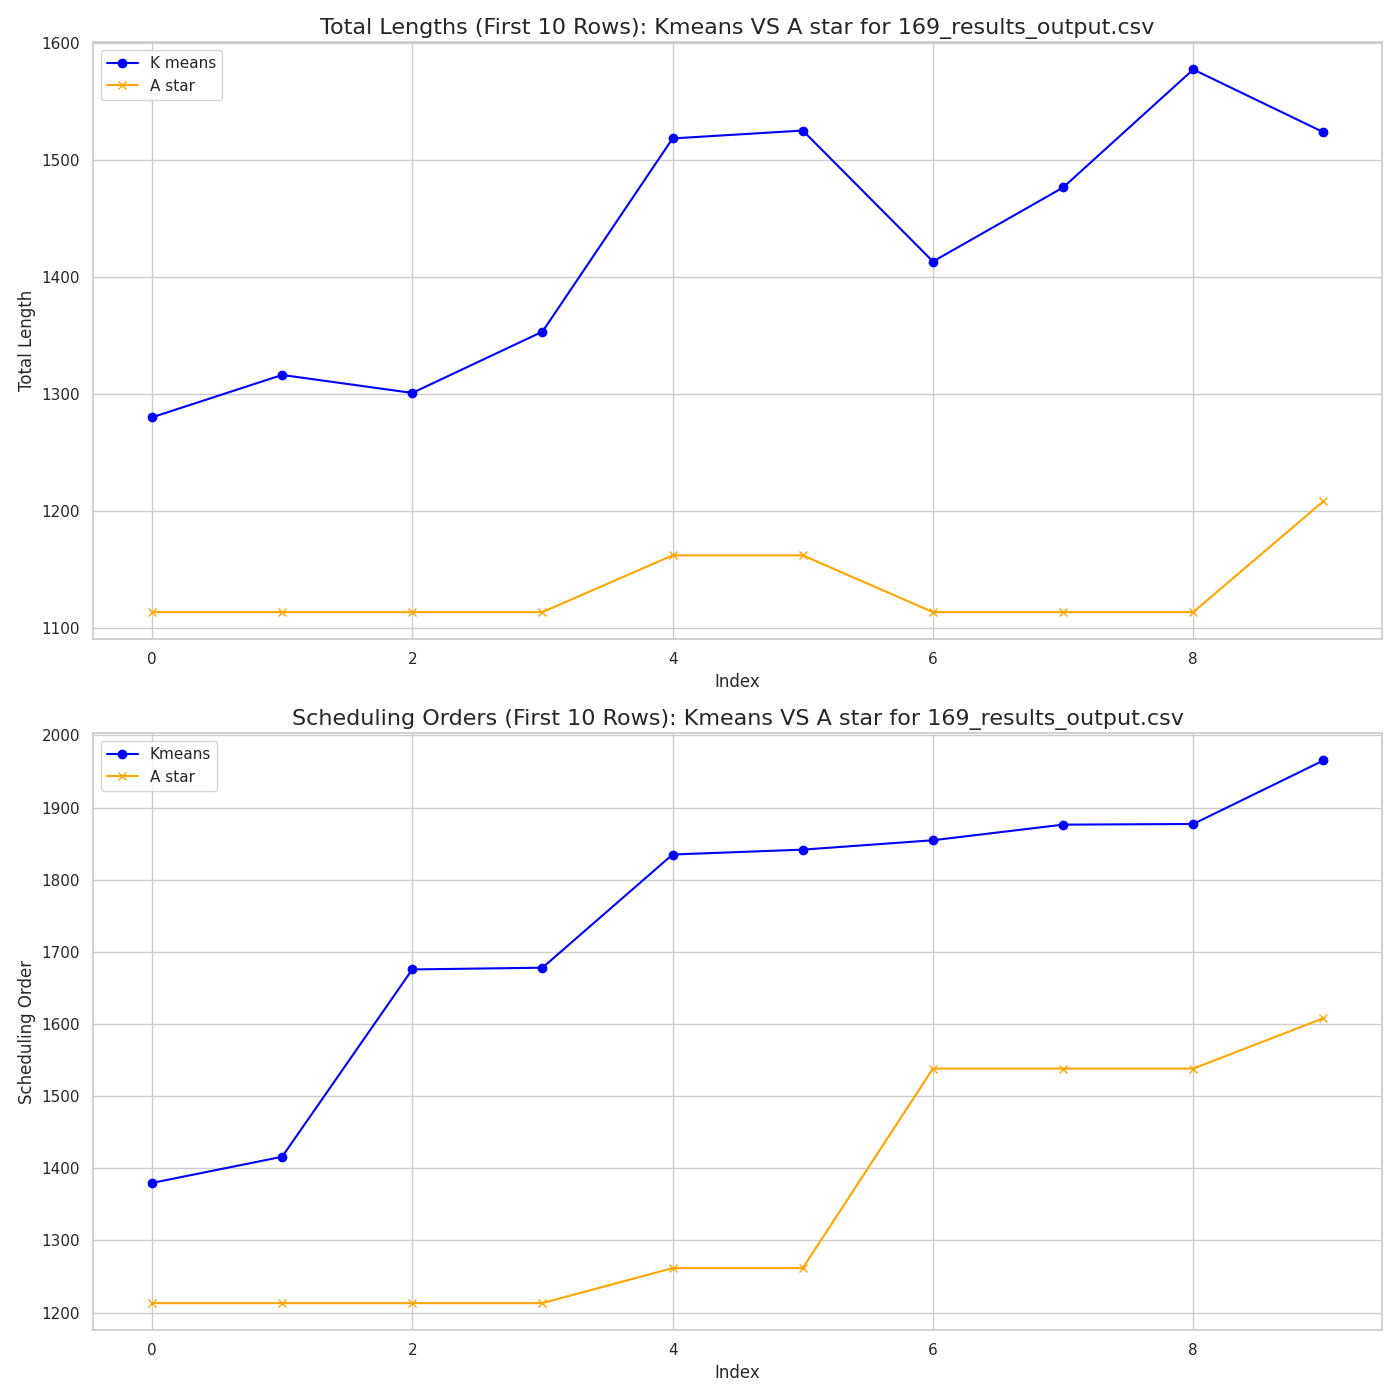 Total Lengths (First 10 Rows): Kmeans VS A star for 169_results_output.csv
K means
A star
1600
1500
1400
1300
1200
1100
Total Length
0 2 4 6 8
Index
Scheduling Orders (First 10 Rows): Kmeans VS A star for 169_results_output.csv
Kmeans
A star
2000
1900
1800
1700
1600
1500
1400
1300
1200
Scheduling Order
0 2 4 6 8
Index